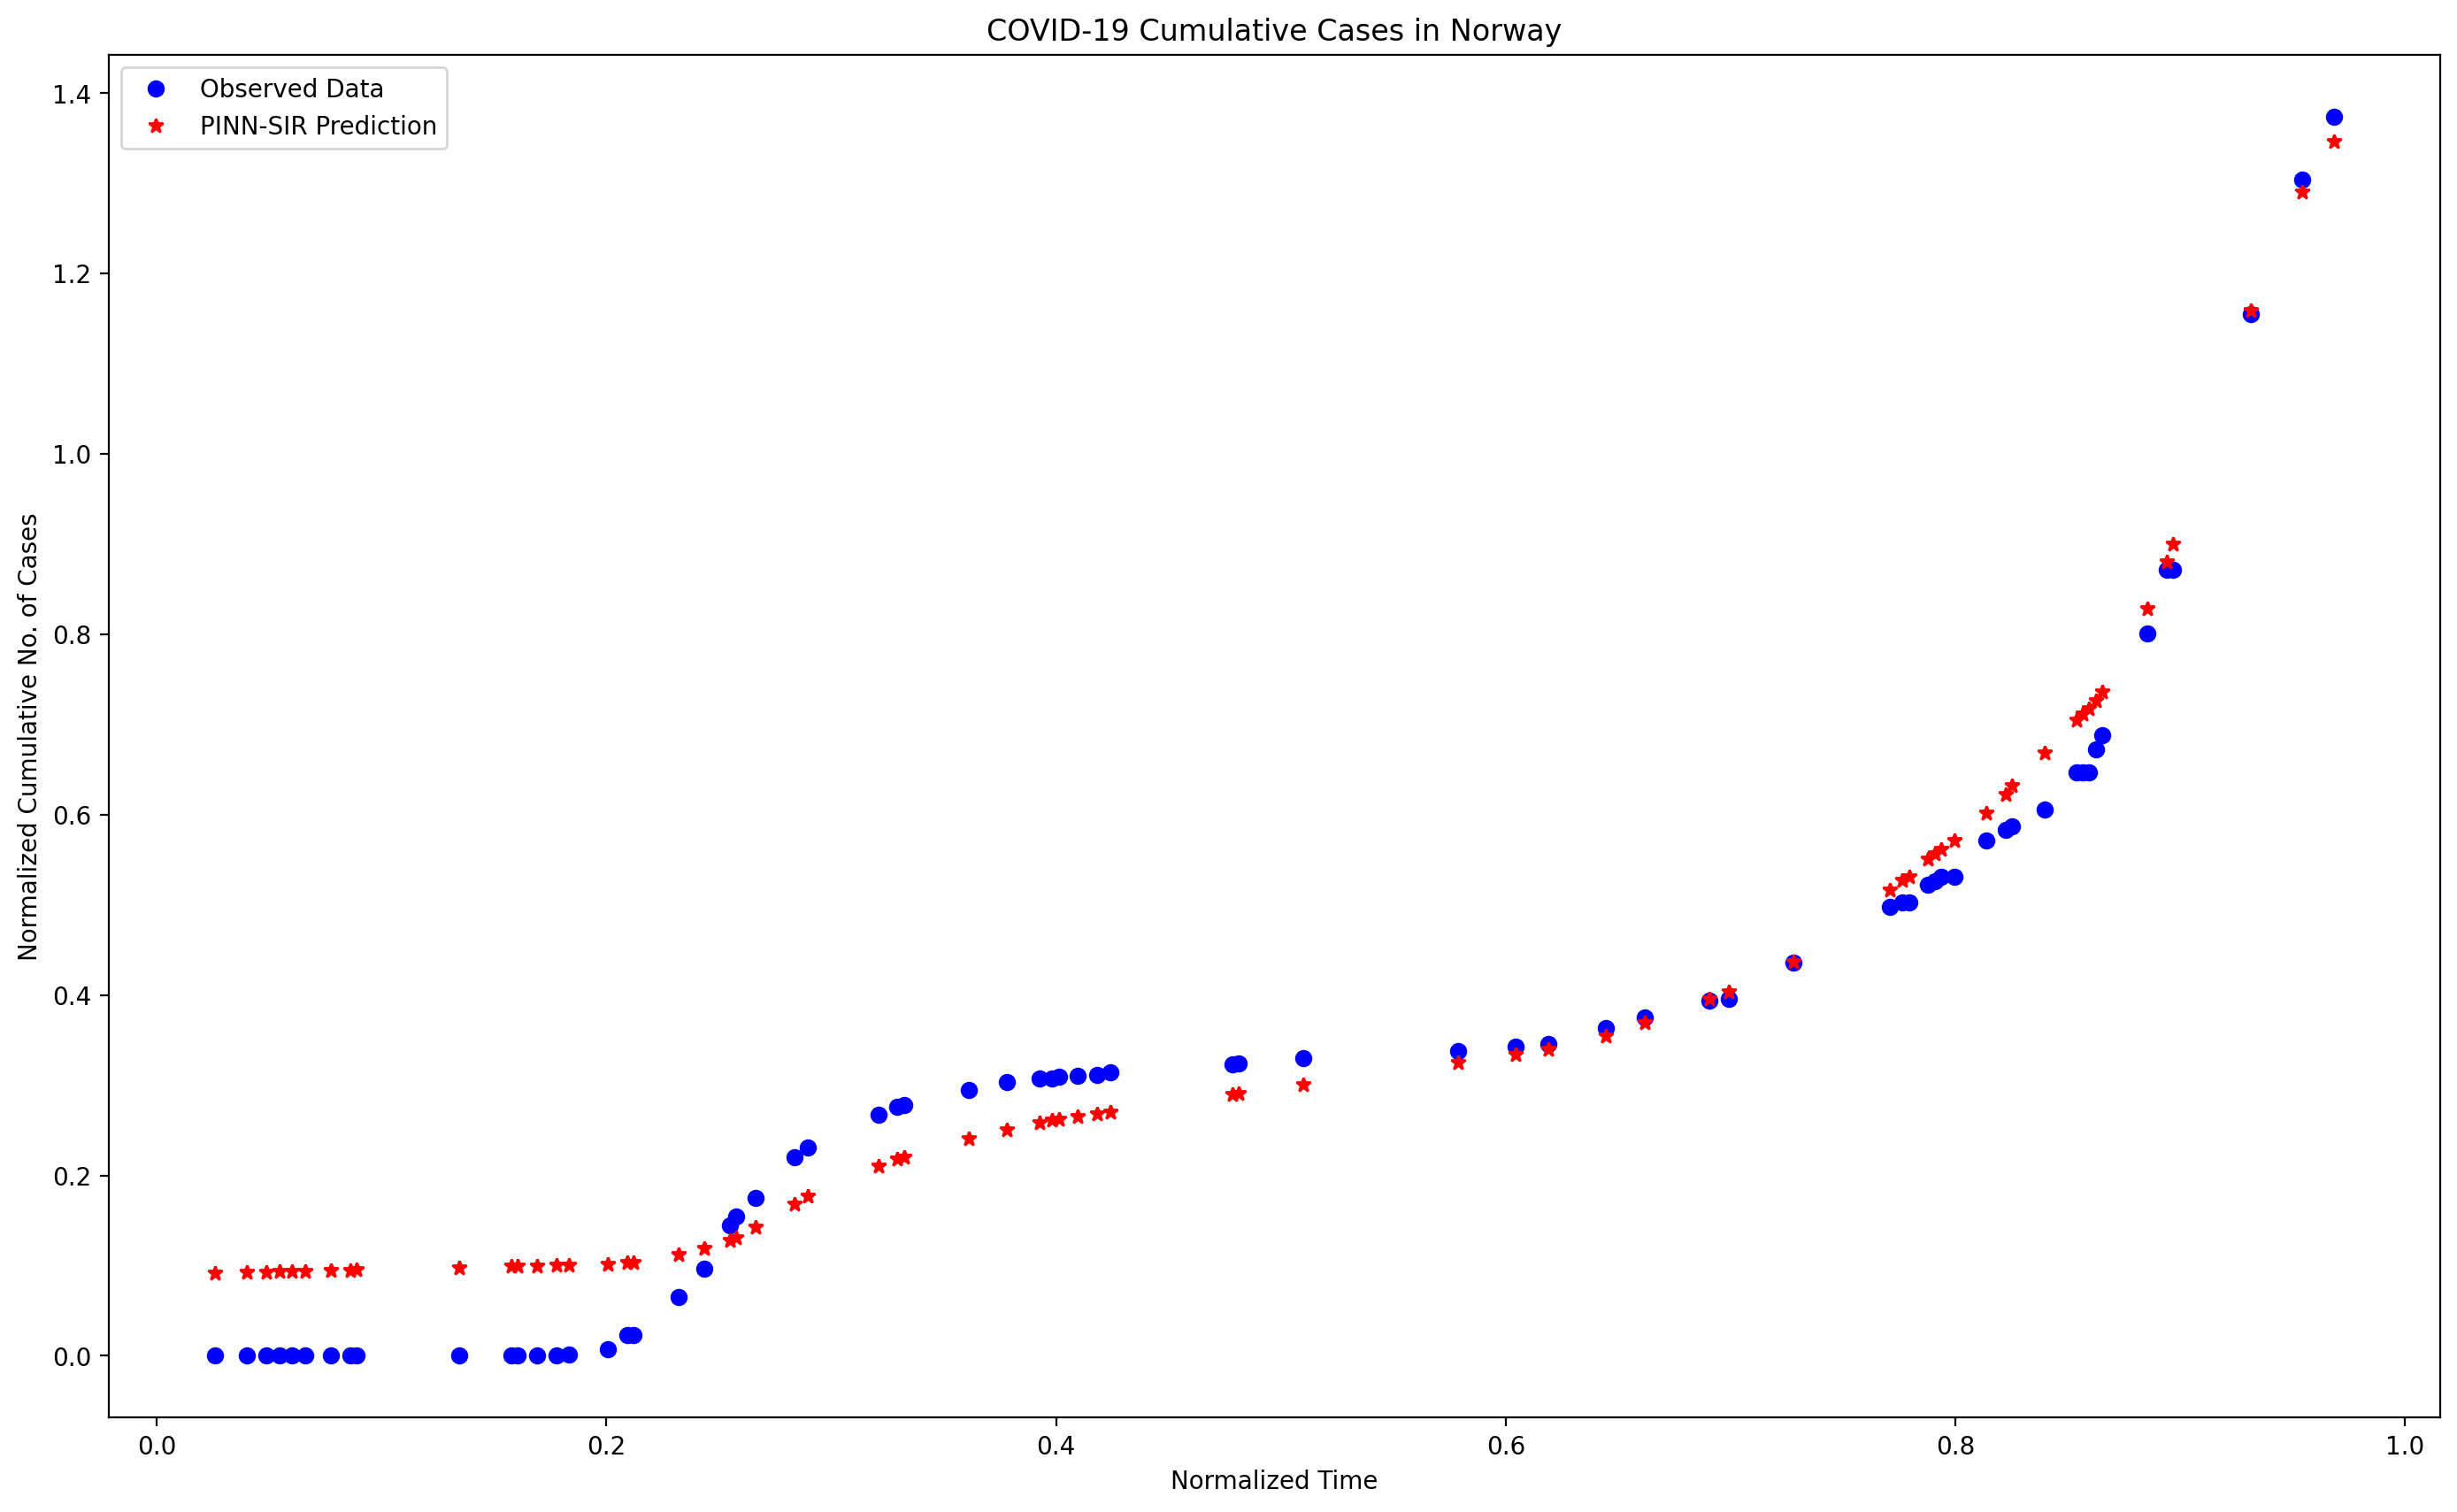 COVID-19 Cumulative Cases in Norway
Observed Data
PINN-SIR Prediction
Normalized Cumulative No. of Cases
1.4
1.2
1.0
0.8
0.6
0.4
0.2
0.0
0.0 0.2 0.4 0.6 0.8 1.0
Normalized Time